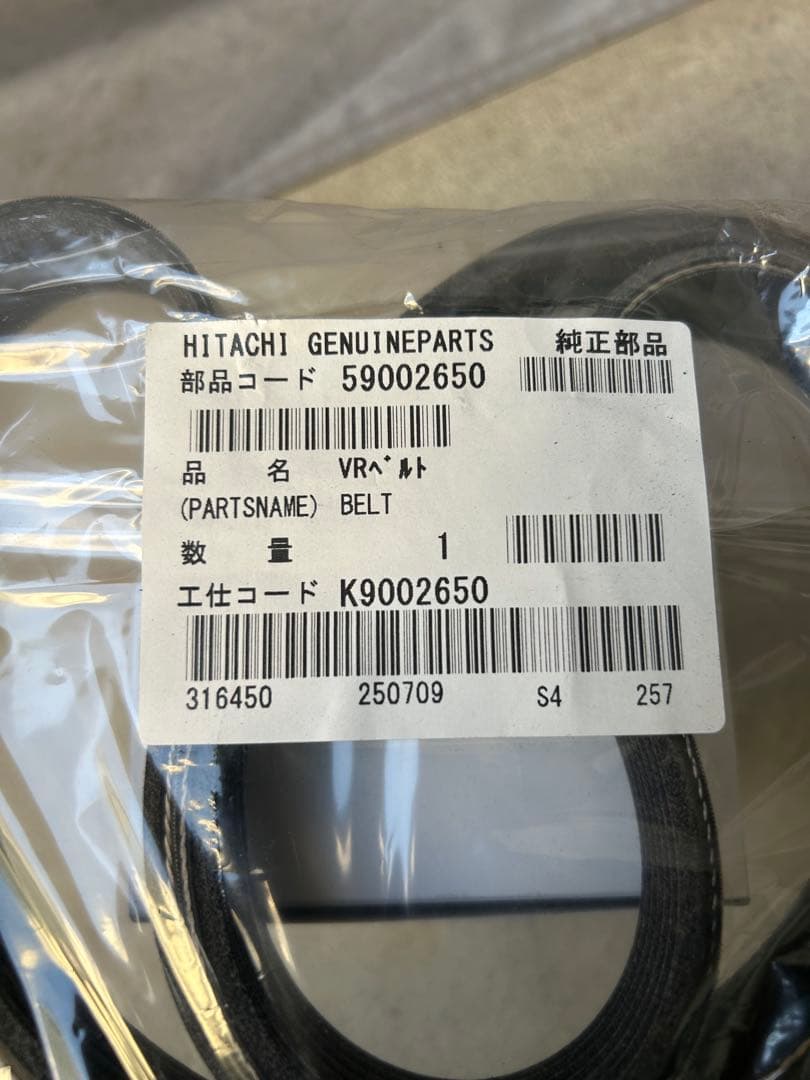 HITACHI GENUINEPARTS 純正部品
部品コード 59002650
品 名 VRベルト
(PARTSNAME) BELT
数 量 1
工仕コード K9002650
316450 250709 S4 257